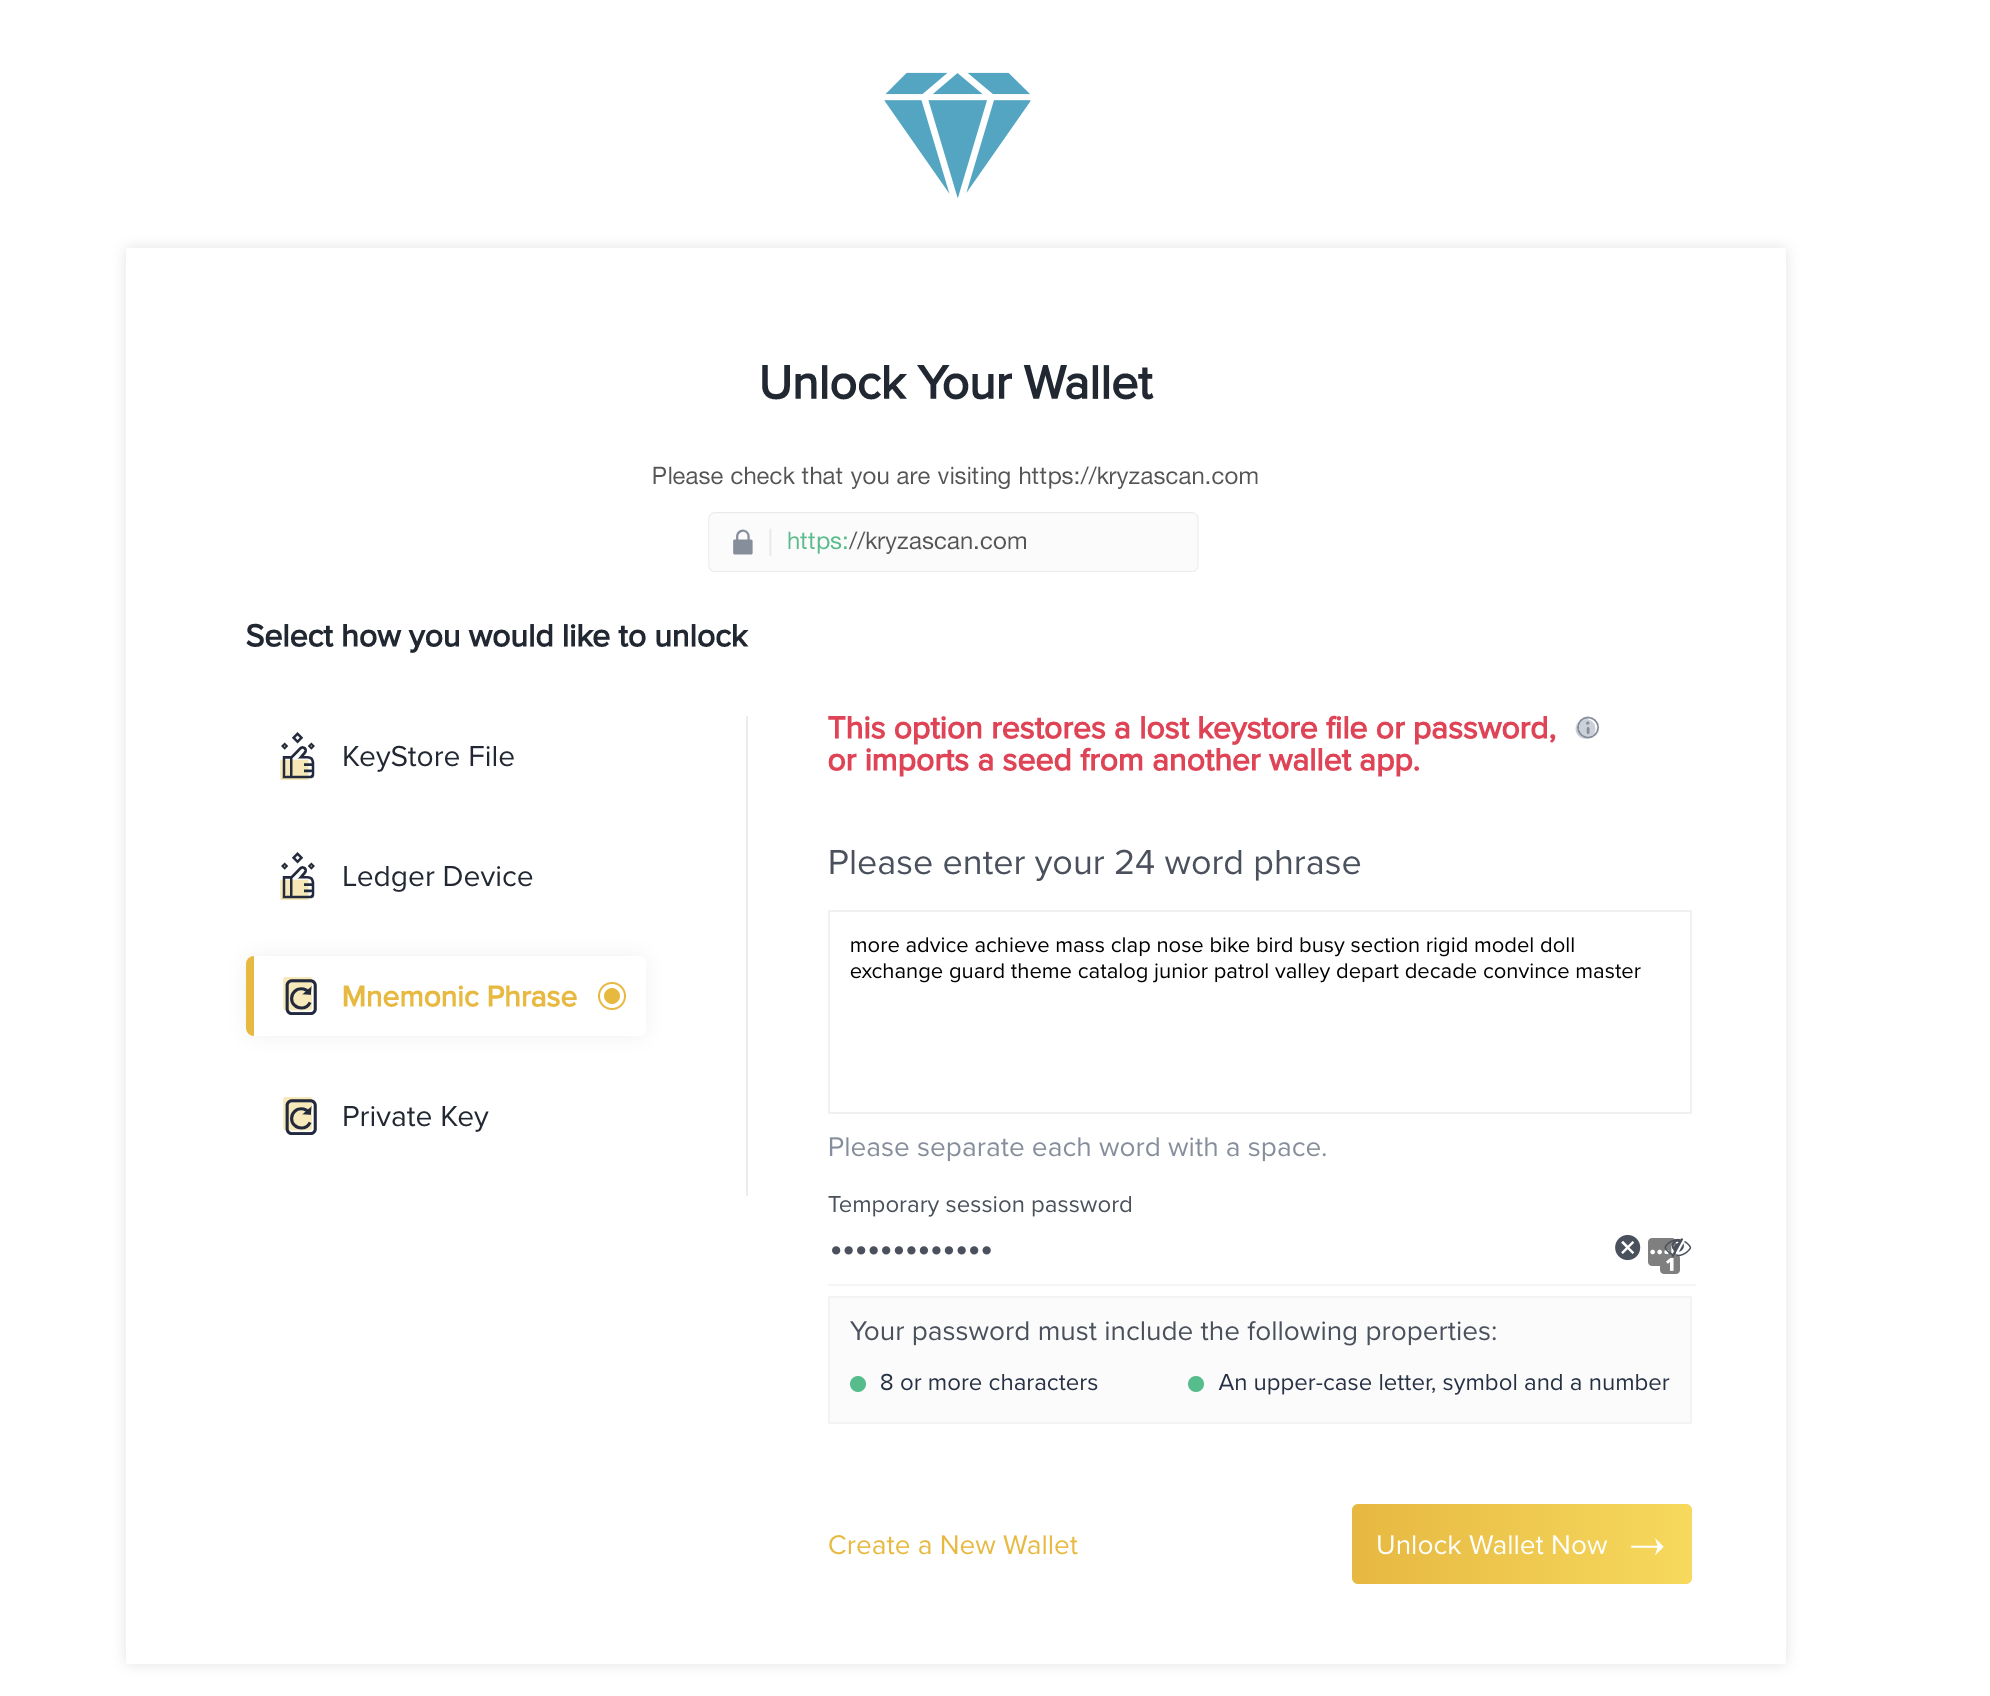 Unlock Your Wallet
Please check that you are visiting https://kryzascan.com
https://kryzascan.com
Select how you would like to unlock
KeyStore File
Ledger Device
Mnemonic Phrase
Private Key
This option restores a lost keystore file or password,
or imports a seed from another wallet app.
Please enter your 24 word phrase
more advice achieve mass clap nose bike bird busy section rigid model doll
exchange guard theme catalog junior patrol valley depart decade convince master
Please separate each word with a space.
Temporary session password
•••••••••••••
1
Your password must include the following properties:
8 or more characters
An upper-case letter, symbol and a number
Create a New Wallet
Unlock Wallet Now →